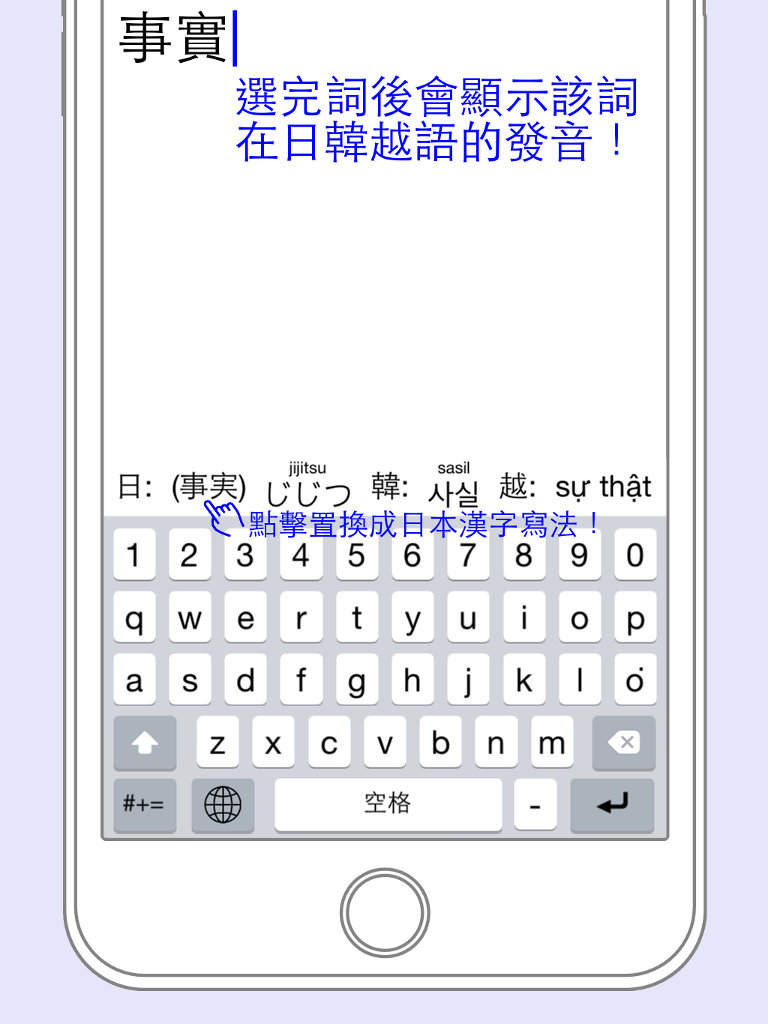 事實
選完詞後會顯示該詞
在日韓越語的發音！
jijitsu sasil
日: (事実) じじつ 韓: 사실 越: sự thật
點擊置換成日本漢字寫法！
1 2 3 4 5 6 7 8 9 0
q w e r t y u i o p
a s d f g h j k l o͘
z x c v b n m
#+= 空格 -